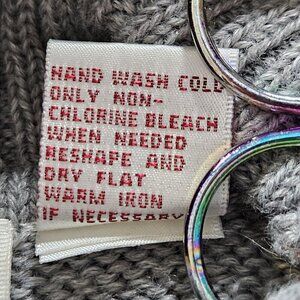 HAND WASH COLD
ONLY NON-
CHLORINE BLEACH
WHEN NEEDED
RESHAPE AND
DRY FLAT
WARM IRON
IF NECESSARY